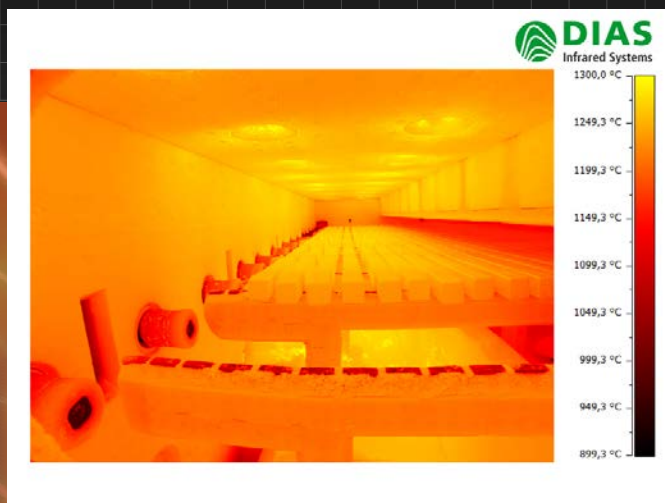 DIAS
Infrared Systems
1300,0 °C
1249,3 °C
1199,3 °C
1149,3 °C
1099,3 °C
1049,3 °C
999,3 °C
949,3 °C
899,3 °C